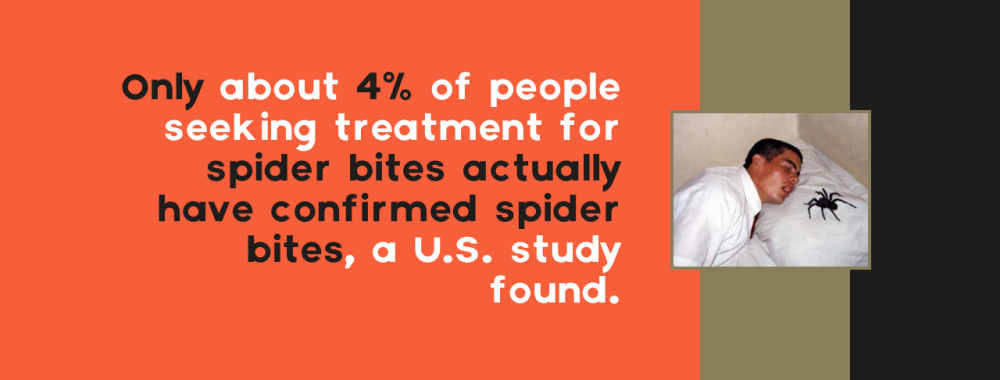 Only about 4% of people
seeking treatment for
spider bites actually
have confirmed spider
bites, a U.S. study
found.